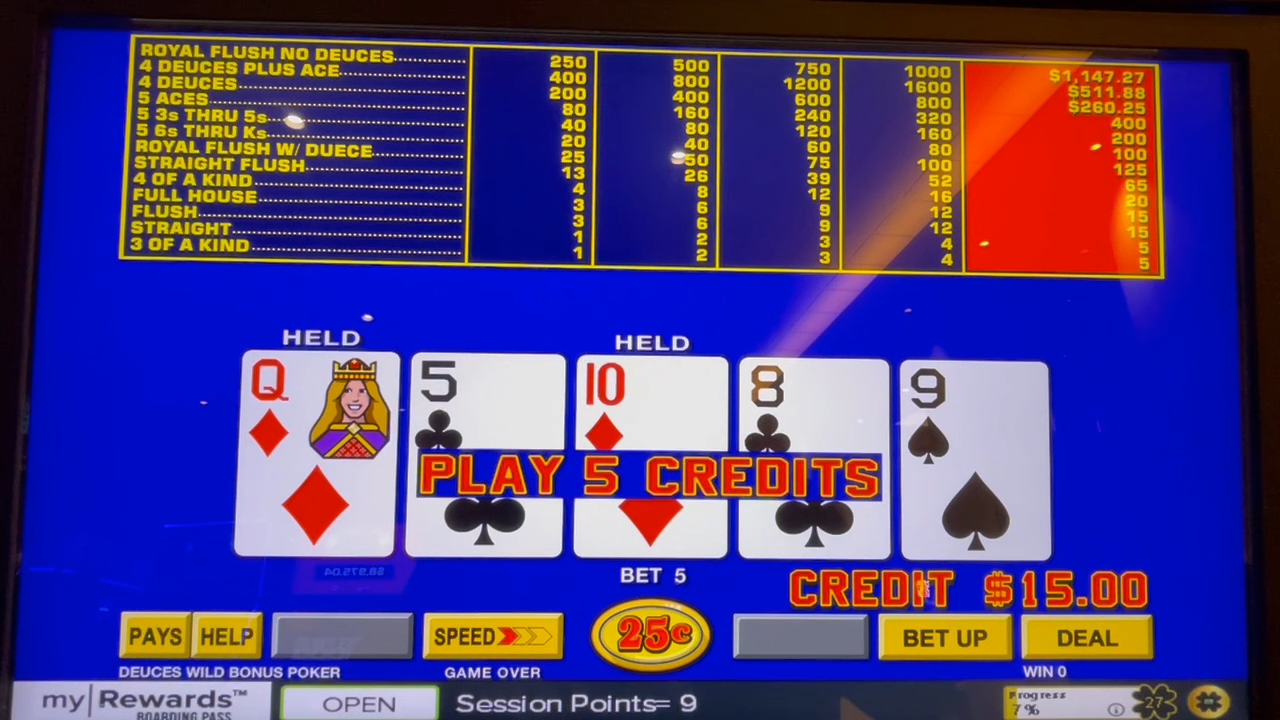 ROYAL FLUSH NO DEUCES 250 500 750 1000 $1,147.27
4 DEUCES PLUS ACE 400 800 1200 1600 $511.88
4 DEUCES 200 400 600 800 $260.25
5 ACES 80 160 240 320 400
5 3s THRU 5s 40 80 120 160 200
5 6s THRU Ks 20 40 60 80 100
ROYAL FLUSH W/ DUECE 25 50 75 100 125
STRAIGHT FLUSH 13 26 39 52 65
4 OF A KIND 4 8 12 16 20
FULL HOUSE 3 6 9 12 15
FLUSH 3 6 9 12 15
STRAIGHT 1 2 3 4 5
3 OF A KIND 1 2 3 4 5
HELD HELD
Q 5 10 8 9
PLAY 5 CREDITS
BET 5
CREDIT $15.00
PAYS HELP SPEED 25¢ BET UP DEAL
DEUCES WILD BONUS POKER GAME OVER WIN 0
my|Rewards™ OPEN Session Points= 9 Progress 27
BOARDING PASS 7%